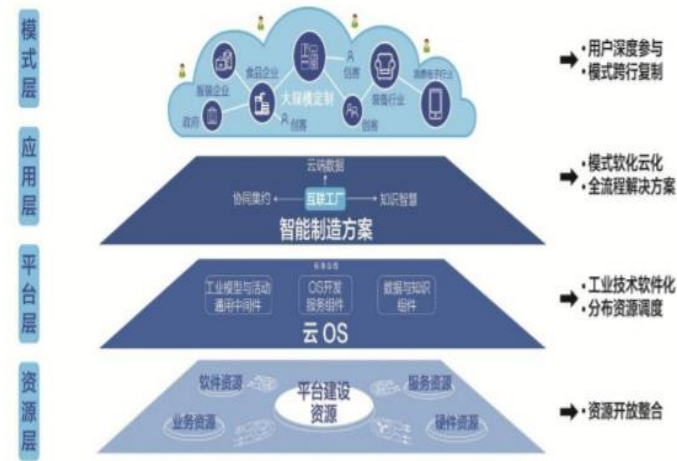 模式层
食品企业
创客
消费电子行业
服装企业
大规模定制
装备行业
政府
创客
创客
• 用户深度参与
• 模式跨行复制
应用层
云端数据
协同集约
互联工厂
知识智慧
智能制造方案
• 模式软化云化
• 全流程解决方案
平台层
工业模型与活动
通用中间件
OS开发
服务组件
数据与知识
组件
云 OS
• 工业技术软件化
• 分布资源调度
资源层
软件资源
平台建设
资源
服务资源
业务资源
硬件资源
• 资源开放整合